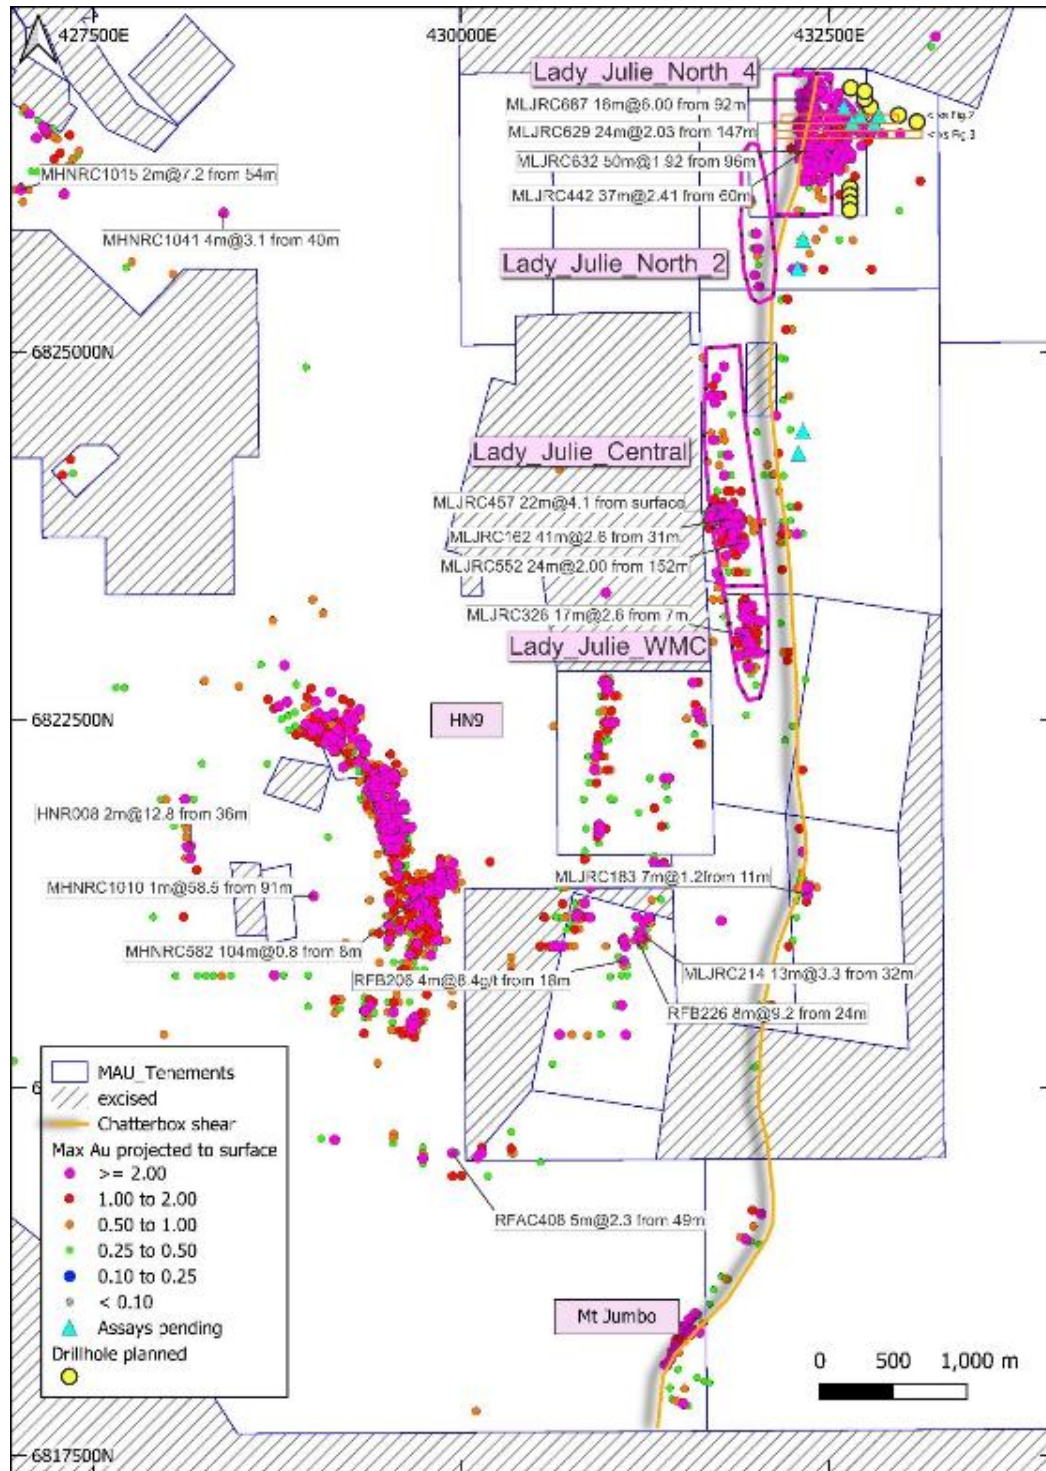 427500E
430000E
432500E
Lady_Julie_North_4
MLJRC687 16m@6.00 from 92m
MLJRC629 24m@2.03 from 147m
MLJRC632 50m@1.92 from 96m
MLJRC442 37m@2.41 from 60m
< xs Fig.2
< xs Fig.3
MHNRC1015 2m@7.2 from 54m
MHNRC1041 4m@3.1 from 40m
Lady_Julie_North_2
6825000N
Lady_Julie_Central
MLJRC457 22m@4.1 from surface
MLJRC162 41m@2.6 from 31m
MLJRC552 24m@2.00 from 152m
MLJRC326 17m@2.6 from 7m
Lady_Julie_WMC
6822500N
HN9
HNR008 2m@12.8 from 36m
MHNRC1010 1m@58.5 from 91m
MLJRC183 7m@1.2from 11m
MHNRC582 104m@0.8 from 8m
RFB206 4m@8.4g/t from 18m
MLJRC214 13m@3.3 from 32m
RFB226 8m@9.2 from 24m
RFAC408 5m@2.3 from 49m
Mt Jumbo
MAU_Tenements
excised
Chatterbox shear
Max Au projected to surface
>= 2.00
1.00 to 2.00
0.50 to 1.00
0.25 to 0.50
0.10 to 0.25
< 0.10
Assays pending
Drillhole planned
0 500 1,000 m
6817500N